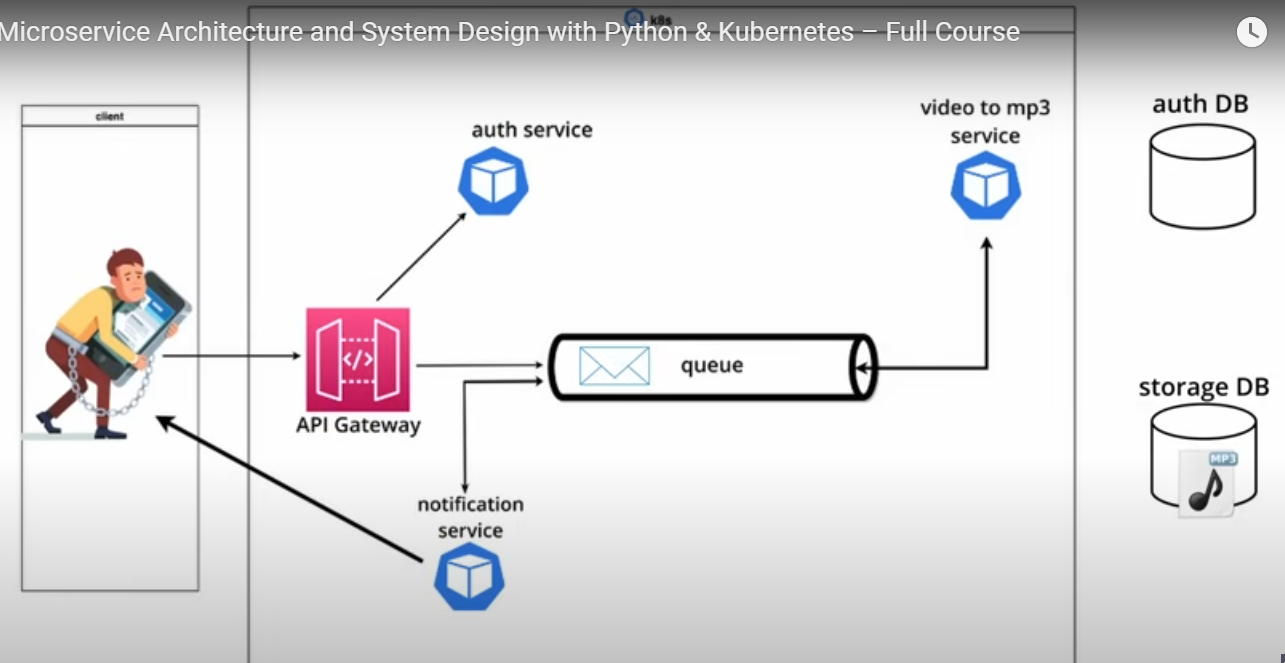 k8s
Microservice Architecture and System Design with Python & Kubernetes – Full Course
client
auth service
video to mp3
service
auth DB
</>
queue
API Gateway
storage DB
MP3
notification
service